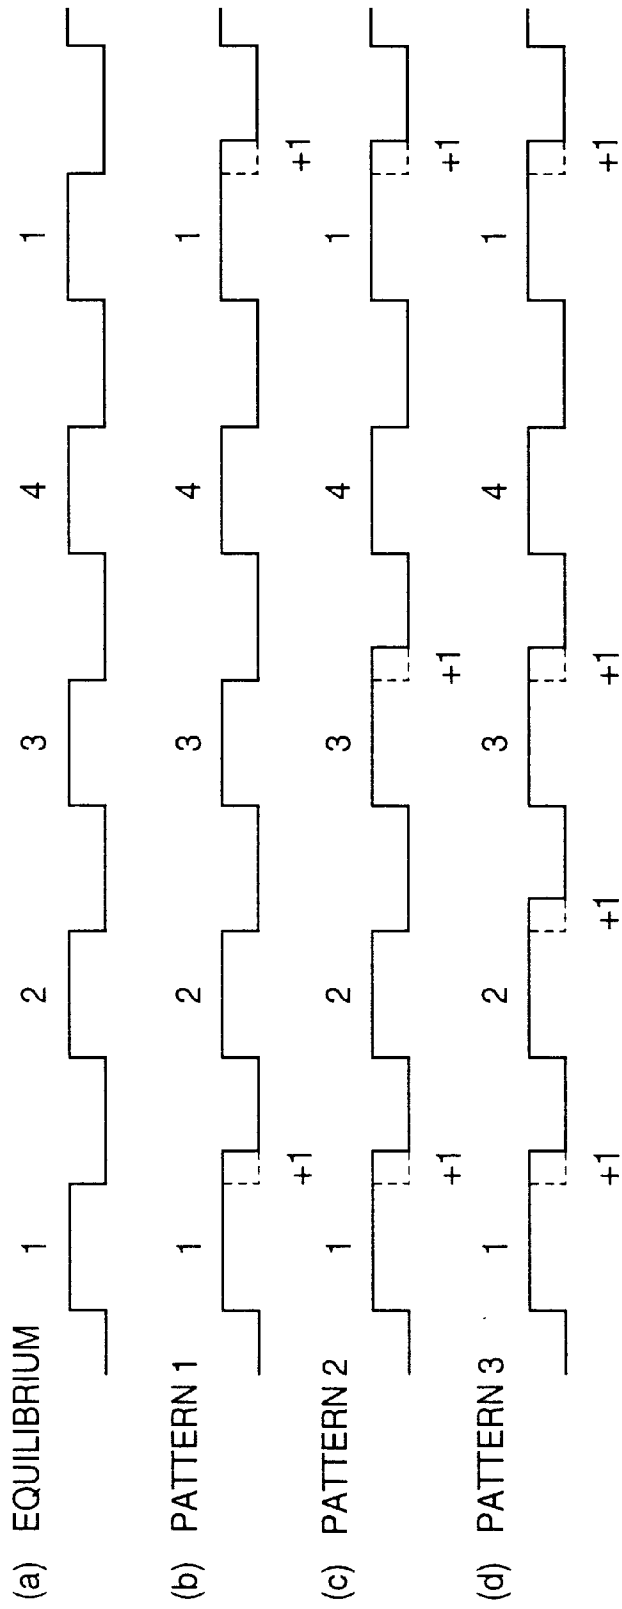 (a) EQUILIBRIUM
1 2 3 4 1
(b) PATTERN 1
1 2 3 4 1
+1 +1
(c) PATTERN 2
1 2 3 4 1
+1 +1 +1
(d) PATTERN 3
1 2 3 4 1
+1 +1 +1 +1